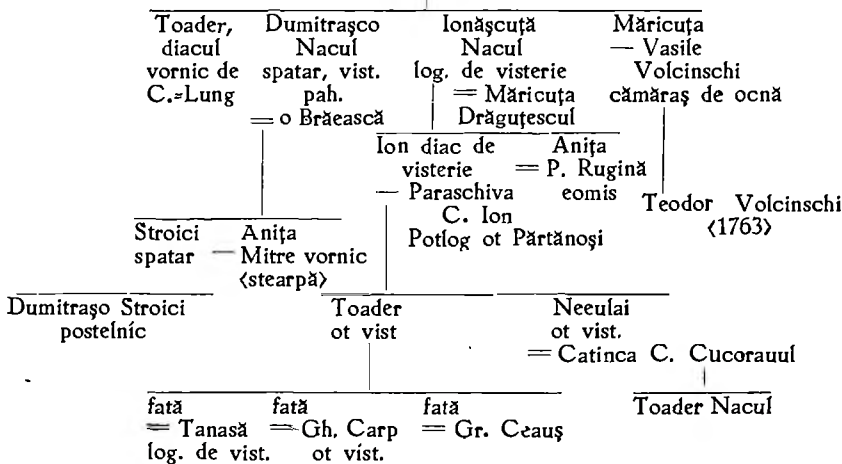 Toader, Dumitraşco Ionăşcuţă Măricuţa
diacul Nacul Nacul — Vasile
vornic de spatar, vist. log. de visterie Volcinschi
C.-Lung pah. = Măricuţa cămăraş de ocnă
= o Brăească Drăguţescul
Ion diac de Aniţa
visterie = P. Rugină
— Paraschiva eomis Teodor Volcinschi
C. Ion <1763>
Potlog ot Părtănoşi
Stroici Aniţa
spatar — Mitre vornic
<stearpă>
Dumitraşo Stroici Toader Neeulai
postelnic ot vist ot vist.
= Catinca C. Cucorauul
fată fată fată Toader Nacul
= Tanasă = Gh. Carp = Gr. Ceauş
log. de vist. ot vist.